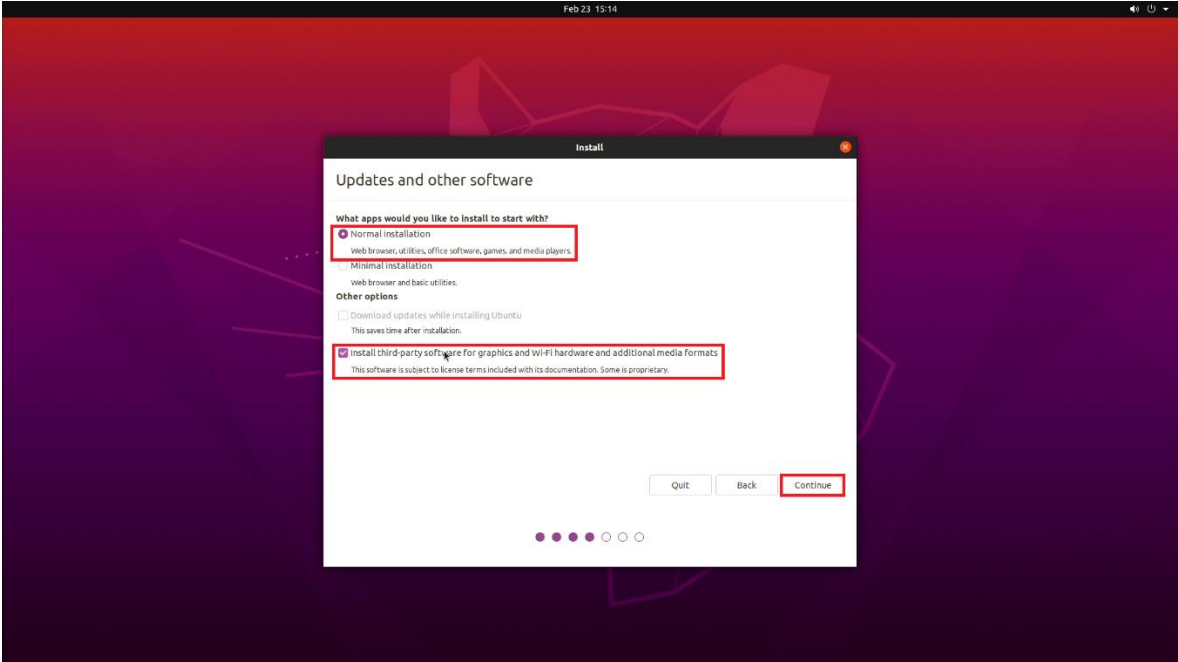 Feb 23 15:14
Install
Updates and other software
What apps would you like to install to start with?
Normal installation
Web browser, utilities, office software, games, and media players.
Minimal installation
Web browser and basic utilities.
Other options
Download updates while installing Ubuntu
This saves time after installation.
Install third-party software for graphics and Wi-Fi hardware and additional media formats
This software is subject to license terms included with its documentation. Some is proprietary.
Quit Back Continue